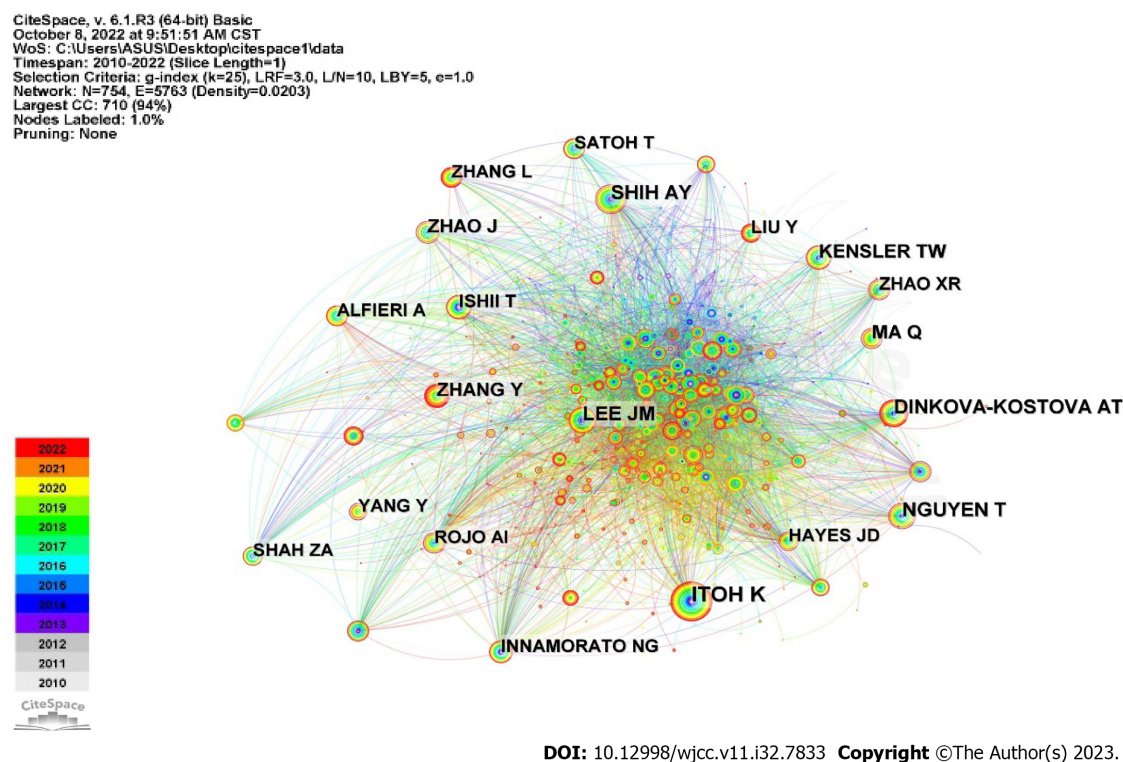 CiteSpace, v. 6.1.R3 (64-bit) Basic
October 8, 2022 at 9:51:51 AM CST
WoS: C:\Users\ASUS\Desktop\citespace1\data
Timespan: 2010-2022 (Slice Length=1)
Selection Criteria: g-index (k=25), LRF=3.0, L/N=10, LBY=5, e=1.0
Network: N=754, E=5763 (Density=0.0203)
Largest CC: 710 (94%)
Nodes Labeled: 1.0%
Pruning: None
SATOH T
ZHANG L
SHIH AY
ZHAO J
LIU Y
KENSLER TW
ZHAO XR
ISHII T
ALFIERI A
MA Q
ZHANG Y
LEE JM
DINKOVA-KOSTOVA AT
YANG Y
NGUYEN T
ROJO AI
HAYES JD
SHAH ZA
ITOH K
INNAMORATO NG
2022
2021
2020
2019
2018
2017
2016
2015
2014
2013
2012
2011
2010
CiteSpace
DOI: 10.12998/wjcc.v11.i32.7833 Copyright ©The Author(s) 2023.